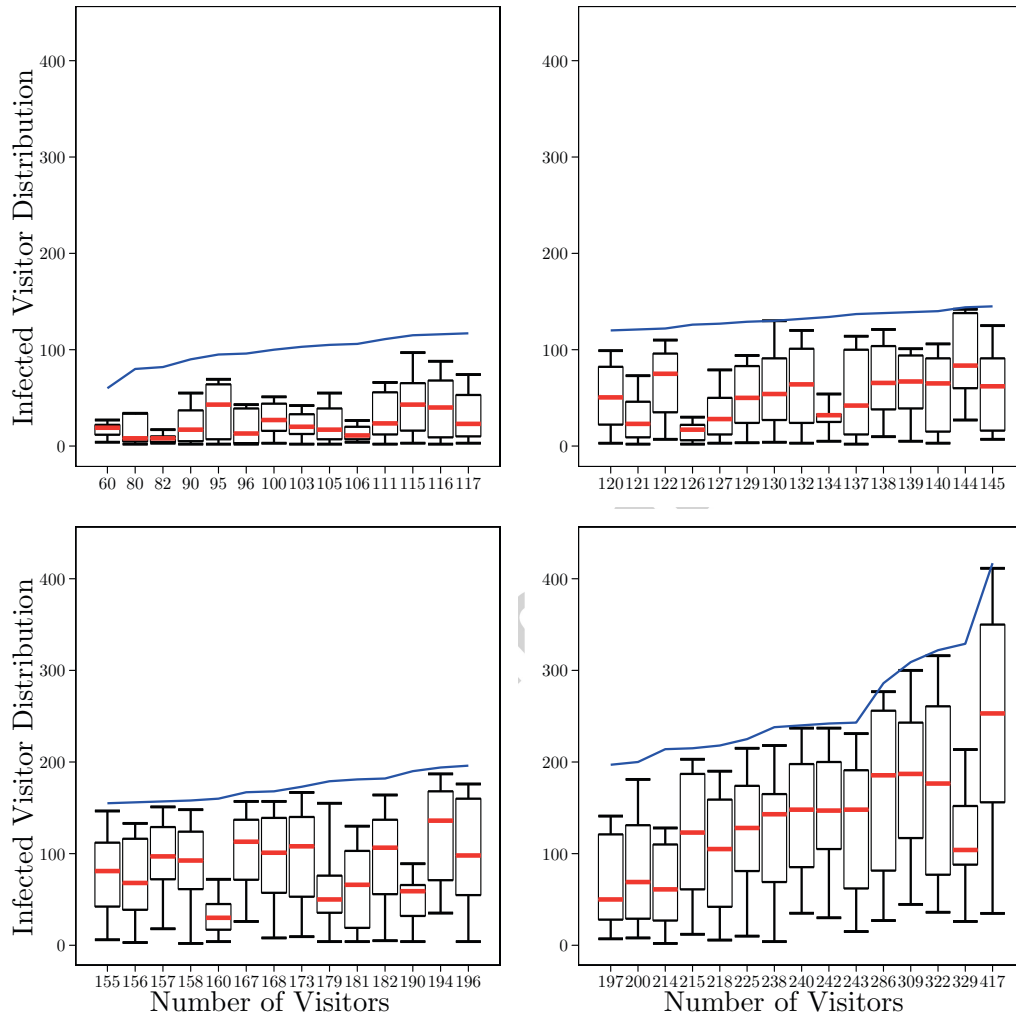 Infected Visitor Distribution
400
300
200
100
0
60 80 82 90 95 96 100 103 105 106 111 115 116 117
400
300
200
100
0
120 121 122 126 127 129 130 132 134 137 138 139 140 144 145
Infected Visitor Distribution
400
300
200
100
0
155 156 157 158 160 167 168 173 179 181 182 190 194 196
Number of Visitors
400
300
200
100
0
197 200 214 215 218 225 238 240 242 243 286 309 322 329 417
Number of Visitors